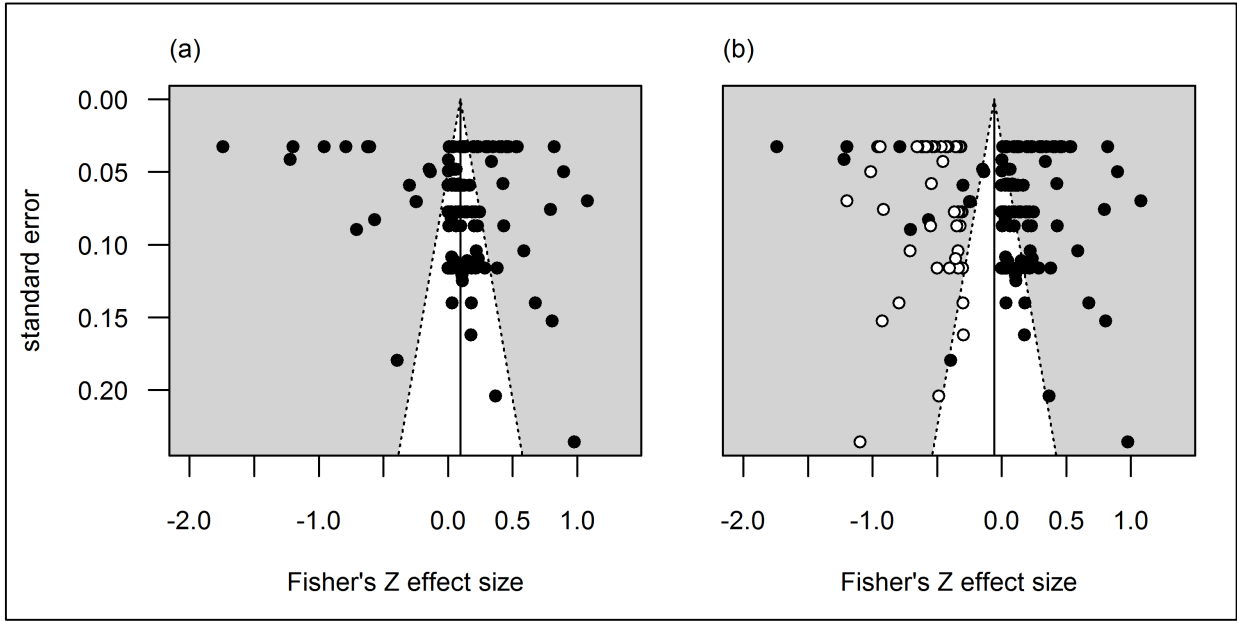 (a) (b)
0.00
0.05
0.10
0.15
0.20
standard error
-2.0 -1.0 0.0 0.5 1.0 -2.0 -1.0 0.0 0.5 1.0
Fisher's Z effect size Fisher's Z effect size